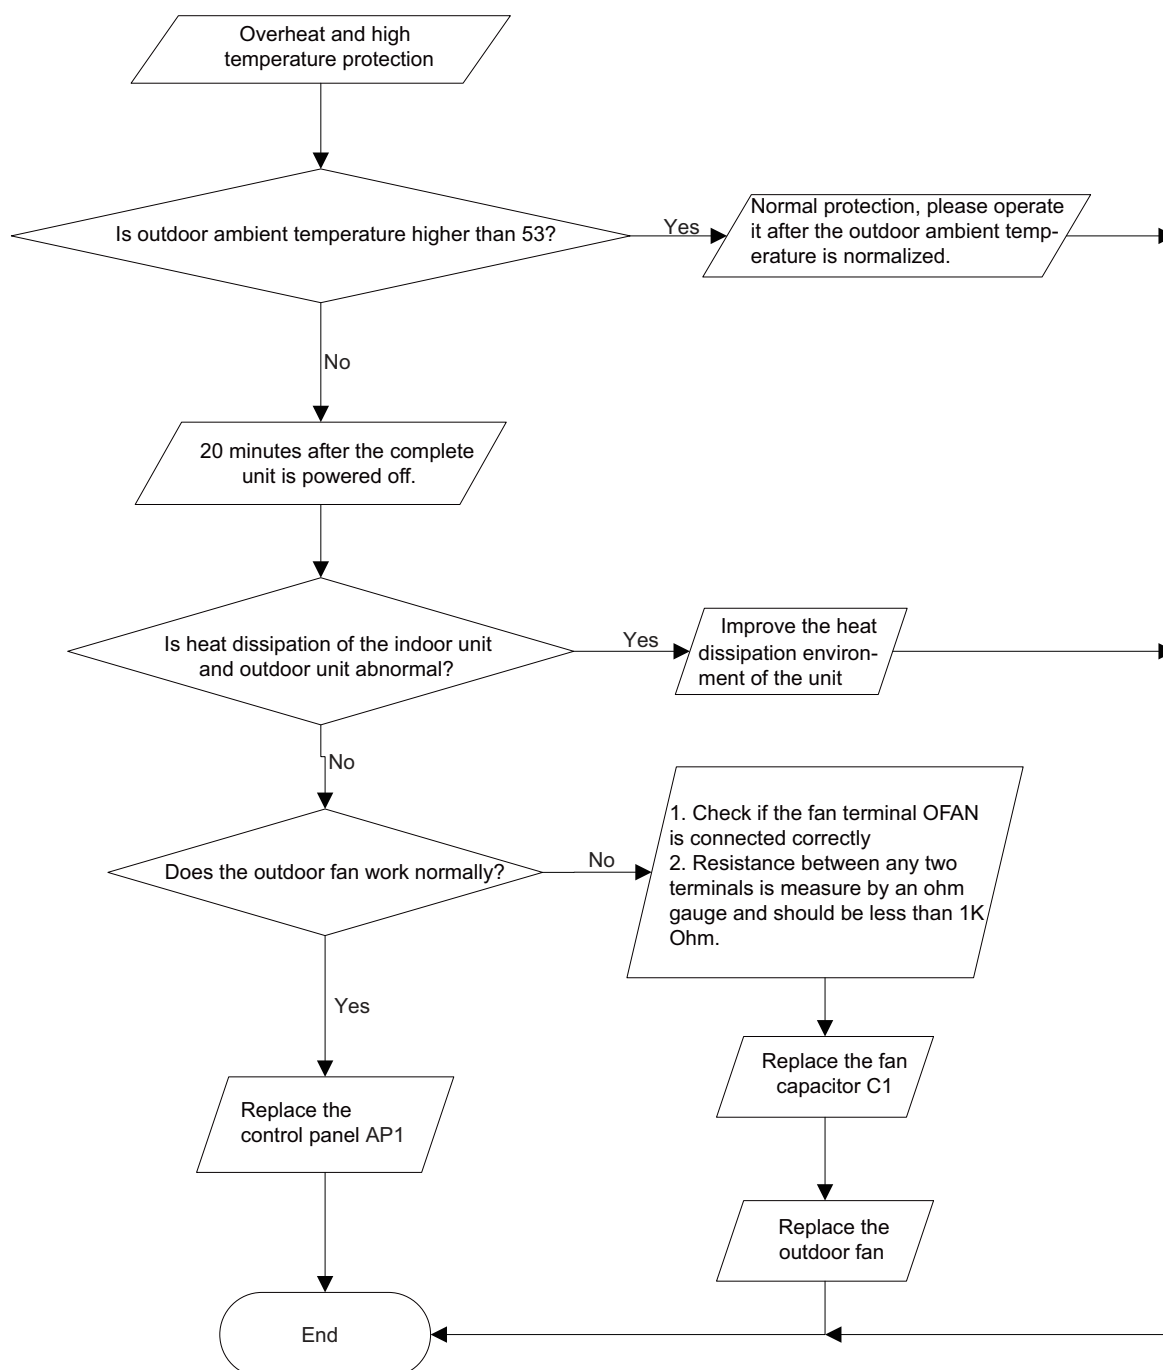 Overheat and high
temperature protection
Is outdoor ambient temperature higher than 53?
Yes
Normal protection, please operate
it after the outdoor ambient temp-
erature is normalized.
No
20 minutes after the complete
unit is powered off.
Is heat dissipation of the indoor unit
and outdoor unit abnormal?
Yes
Improve the heat
dissipation environ-
ment of the unit
No
Does the outdoor fan work normally?
No
1. Check if the fan terminal OFAN
is connected correctly
2. Resistance between any two
terminals is measure by an ohm
gauge and should be less than 1K
Ohm.
Yes
Replace the fan
capacitor C1
Replace the
control panel AP1
Replace the
outdoor fan
End